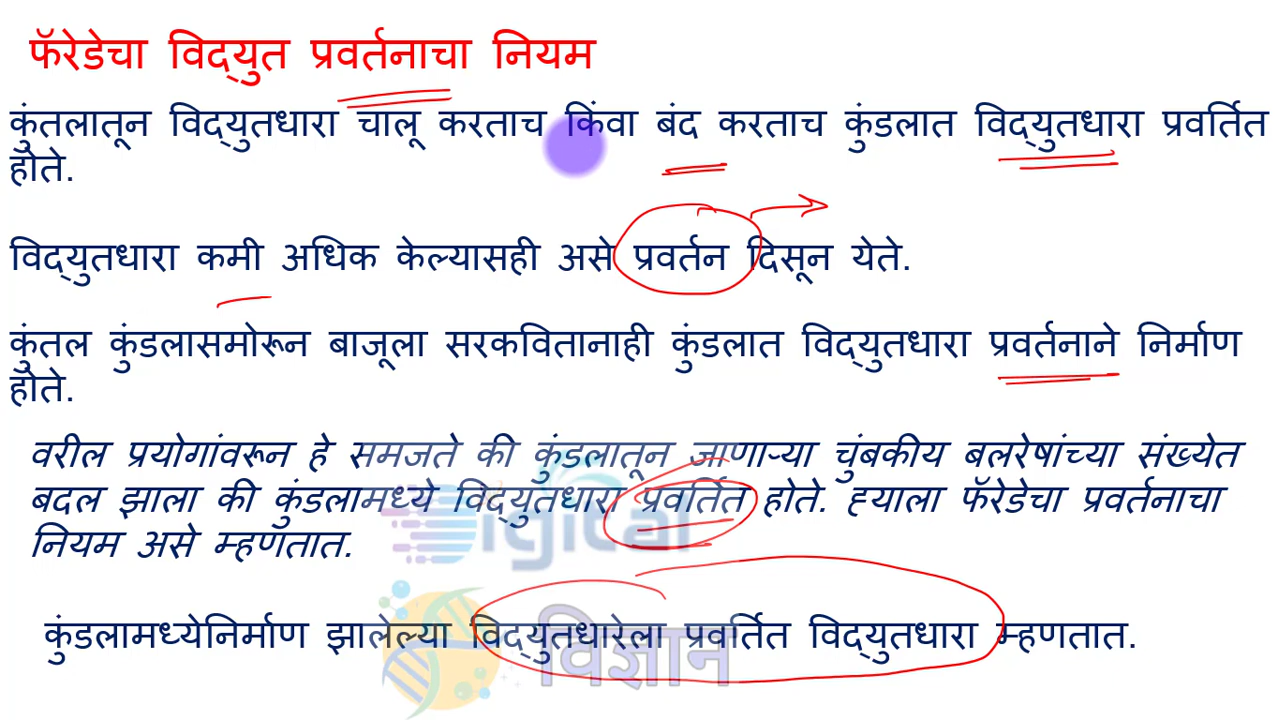 फॅरेडेचा विद्‌युत प्रवर्तनाचा नियम
कुंतलातून विद्‌युतधारा चालू करताच किंवा बंद करताच कुंडलात विद्‌युतधारा प्रवर्तित
होते.
विद्‌युतधारा कमी अधिक केल्यासही असे प्रवर्तन दिसून येते.
कुंतल कुंडलासमोरून बाजूला सरकवितानाही कुंडलात विद्‌युतधारा प्रवर्तनाने निर्माण
होते.
वरील प्रयोगांवरून हे समजते की कुंडलातून जाणाऱ्या चुंबकीय बलरेषांच्या संख्येत
बदल झाला की कुंडलामध्ये विद्‌युतधारा प्रवर्तित होते. ह्याला फॅरेडेचा प्रवर्तनाचा
नियम असे म्हणतात.
Digital
कुंडलामध्येनिर्माण झालेल्या विद्‌युतधारेला प्रवर्तित विद्‌युतधारा म्हणतात.
विज्ञान